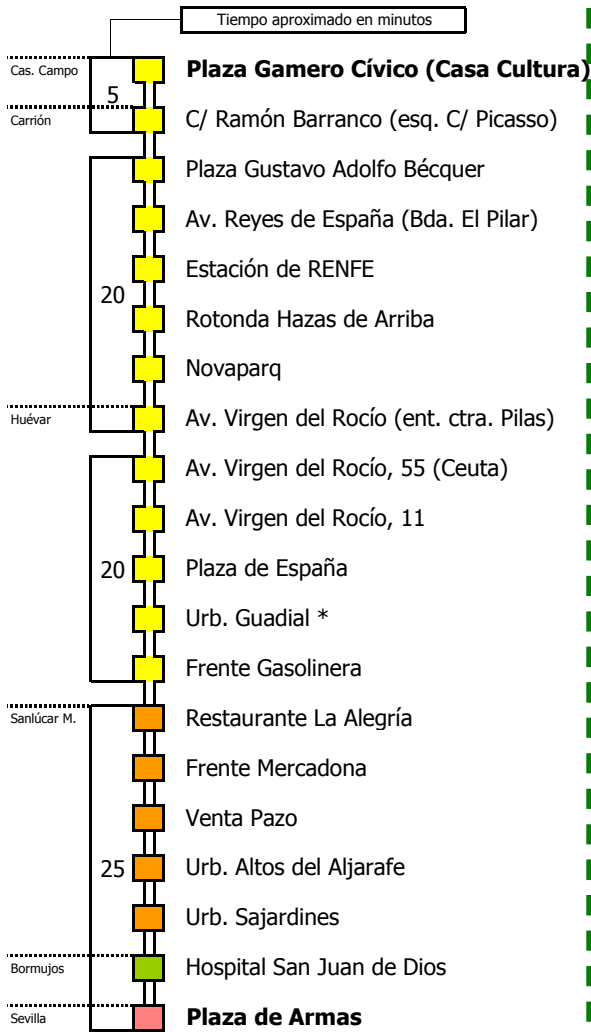 Tiempo aproximado en minutos
Cas. Campo
Plaza Gamero Cívico (Casa Cultura)
5
Carrión
C/ Ramón Barranco (esq. C/ Picasso)
Plaza Gustavo Adolfo Bécquer
Av. Reyes de España (Bda. El Pilar)
Estación de RENFE
20
Rotonda Hazas de Arriba
Novaparq
Huévar
Av. Virgen del Rocío (ent. ctra. Pilas)
Av. Virgen del Rocío, 55 (Ceuta)
Av. Virgen del Rocío, 11
20
Plaza de España
Urb. Guadial *
Frente Gasolinera
Sanlúcar M.
Restaurante La Alegría
Frente Mercadona
Venta Pazo
25
Urb. Altos del Aljarafe
Urb. Sajardines
Bormujos
Hospital San Juan de Dios
Sevilla
Plaza de Armas